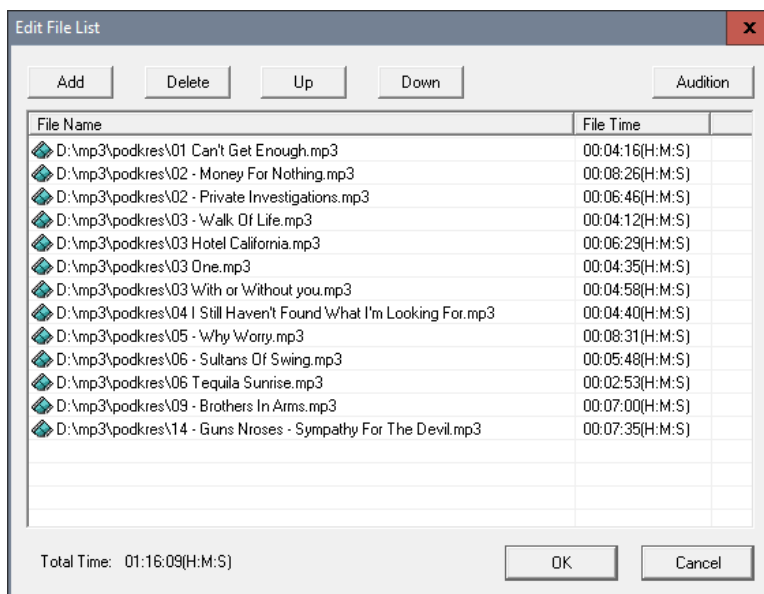 Edit File List
x
Add Delete Up Down Audition
File Name File Time
D:\mp3\podkres\01 Can't Get Enough.mp3 00:04:16(H:M:S)
D:\mp3\podkres\02 - Money For Nothing.mp3 00:08:26(H:M:S)
D:\mp3\podkres\02 - Private Investigations.mp3 00:06:46(H:M:S)
D:\mp3\podkres\03 - Walk Of Life.mp3 00:04:12(H:M:S)
D:\mp3\podkres\03 Hotel California.mp3 00:06:29(H:M:S)
D:\mp3\podkres\03 One.mp3 00:04:35(H:M:S)
D:\mp3\podkres\03 With or Without you.mp3 00:04:58(H:M:S)
D:\mp3\podkres\04 I Still Haven't Found What I'm Looking For.mp3 00:04:40(H:M:S)
D:\mp3\podkres\05 - Why Worry.mp3 00:08:31(H:M:S)
D:\mp3\podkres\06 - Sultans Of Swing.mp3 00:05:48(H:M:S)
D:\mp3\podkres\06 Tequila Sunrise.mp3 00:02:53(H:M:S)
D:\mp3\podkres\09 - Brothers In Arms.mp3 00:07:00(H:M:S)
D:\mp3\podkres\14 - Guns Nroses - Sympathy For The Devil.mp3 00:07:35(H:M:S)
Total Time: 01:16:09(H:M:S) OK Cancel